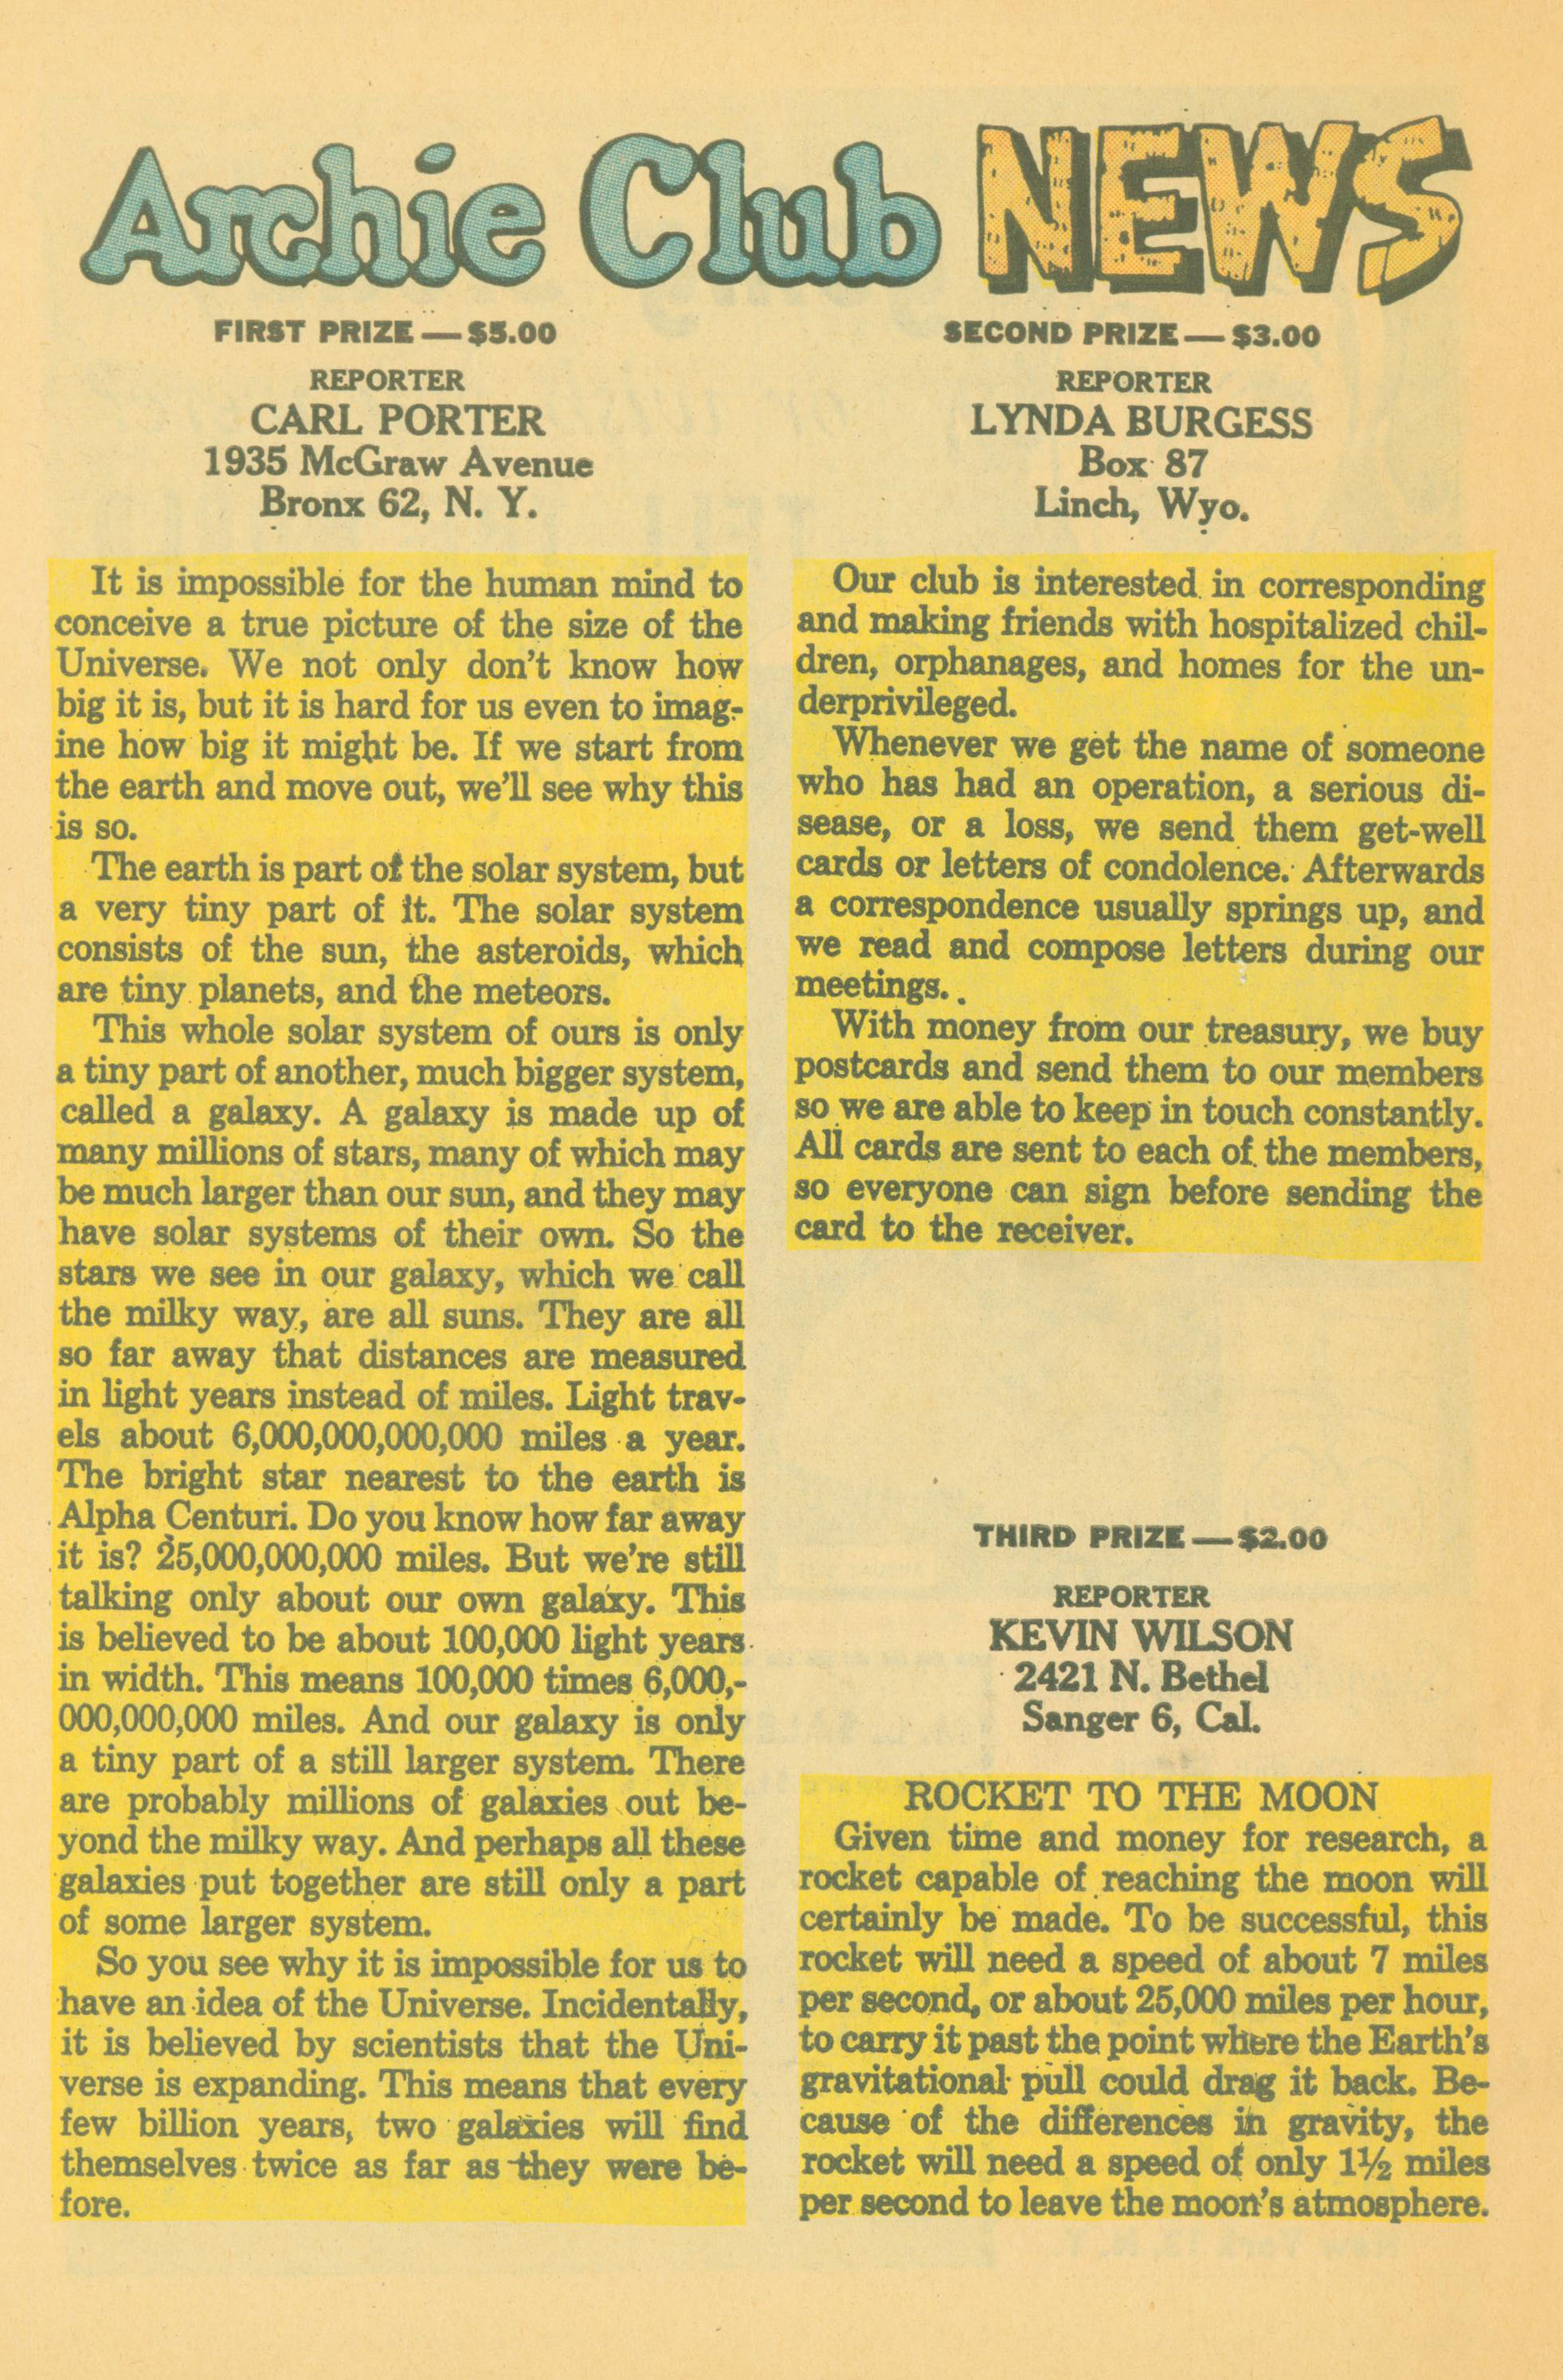 Archie Club NEWS
FIRST PRIZE — $5.00
REPORTER
CARL PORTER
1935 McGraw Avenue
Bronx 62, N. Y.
It is impossible for the human mind to
conceive a true picture of the size of the
Universe. We not only don't know how
big it is, but it is hard for us even to imag-
ine how big it might be. If we start from
the earth and move out, we'll see why this
is so.
The earth is part of the solar system, but
a very tiny part of it. The solar system
consists of the sun, the asteroids, which
are tiny planets, and the meteors.
This whole solar system of ours is only
a tiny part of another, much bigger system,
called a galaxy. A galaxy is made up of
many millions of stars, many of which may
be much larger than our sun, and they may
have solar systems of their own. So the
stars we see in our galaxy, which we call
the milky way, are all suns. They are all
so far away that distances are measured
in light years instead of miles. Light trav-
els about 6,000,000,000,000 miles a year.
The bright star nearest to the earth is
Alpha Centuri. Do you know how far away
it is? 25,000,000,000 miles. But we're still
talking only about our own galaxy. This
is believed to be about 100,000 light years
in width. This means 100,000 times 6,000,-
000,000,000 miles. And our galaxy is only
a tiny part of a still larger system. There
are probably millions of galaxies out be-
yond the milky way. And perhaps all these
galaxies put together are still only a part
of some larger system.
So you see why it is impossible for us to
have an idea of the Universe. Incidentally,
it is believed by scientists that the Uni-
verse is expanding. This means that every
few billion years, two galaxies will find
themselves twice as far as they were be-
fore.
SECOND PRIZE — $3.00
REPORTER
LYNDA BURGESS
Box 87
Linch, Wyo.
Our club is interested in corresponding
and making friends with hospitalized chil-
dren, orphanages, and homes for the un-
derprivileged.
Whenever we get the name of someone
who has had an operation, a serious di-
sease, or a loss, we send them get-well
cards or letters of condolence. Afterwards
a correspondence usually springs up, and
we read and compose letters during our
meetings.
With money from our treasury, we buy
postcards and send them to our members
so we are able to keep in touch constantly.
All cards are sent to each of the members,
so everyone can sign before sending the
card to the receiver.
THIRD PRIZE — $2.00
REPORTER
KEVIN WILSON
2421 N. Bethel
Sanger 6, Cal.
ROCKET TO THE MOON
Given time and money for research, a
rocket capable of reaching the moon will
certainly be made. To be successful, this
rocket will need a speed of about 7 miles
per second, or about 25,000 miles per hour,
to carry it past the point where the Earth's
gravitational pull could drag it back. Be-
cause of the differences in gravity, the
rocket will need a speed of only 1½ miles
per second to leave the moon's atmosphere.